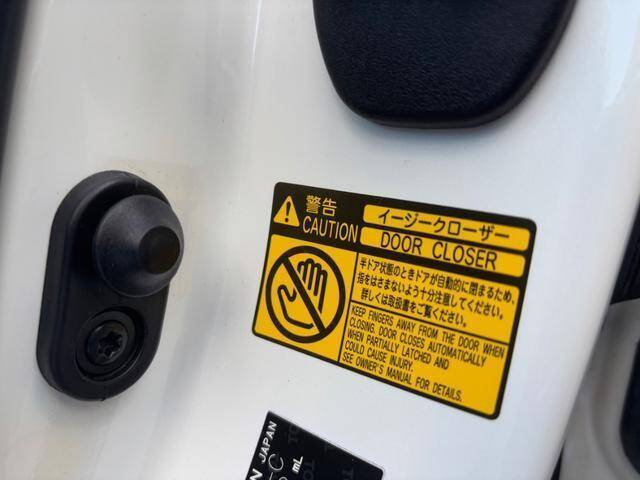 警告
CAUTION
イージークローザー
DOOR CLOSER
半ドア状態のときドアが自動的に閉まるため、
指をはさまないよう十分注意してください。
詳しくは取扱書をご覧ください。
KEEP FINGERS AWAY FROM THE DOOR WHEN
CLOSING. DOOR CLOSES AUTOMATICALLY
WHEN PARTIALLY LATCHED AND
COULD CAUSE INJURY.
SEE OWNER'S MANUAL FOR DETAILS.
N JAPAN
mL